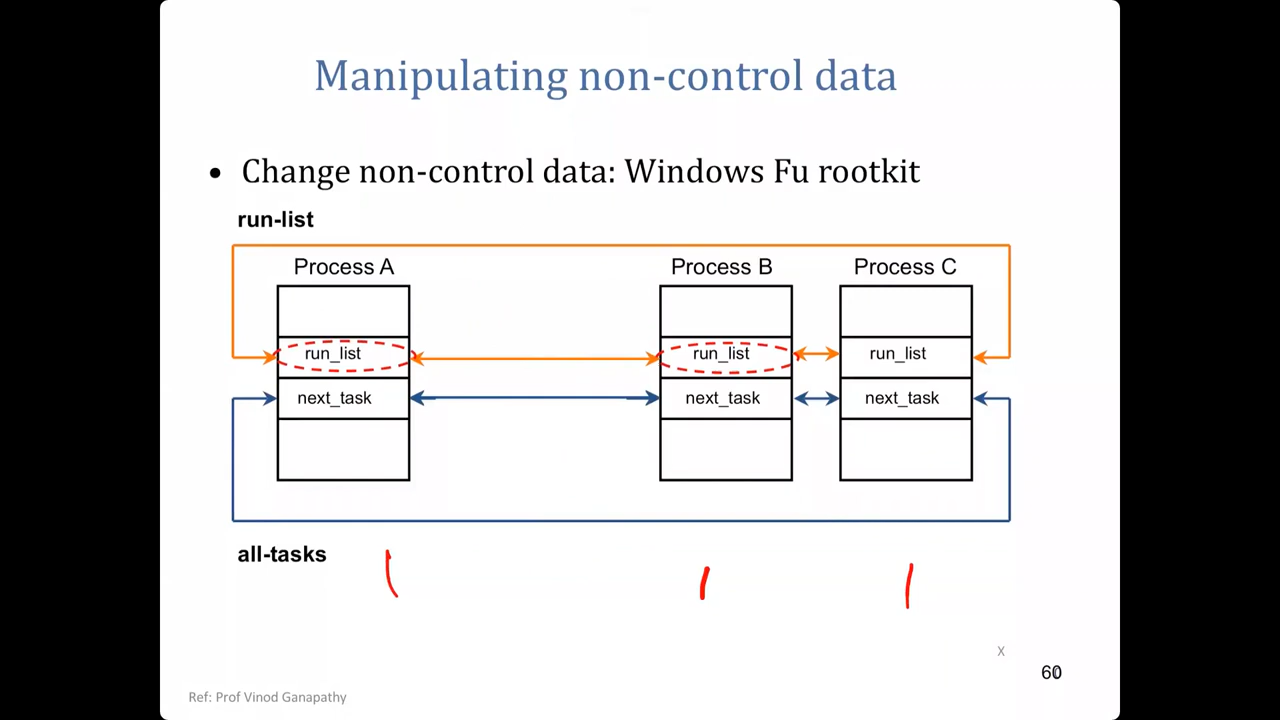 Manipulating non-control data
• Change non-control data: Windows Fu rootkit
run-list
Process A
Process B
Process C
run_list
run_list
run_list
next_task
next_task
next_task
all-tasks
X
Ref: Prof Vinod Ganapathy